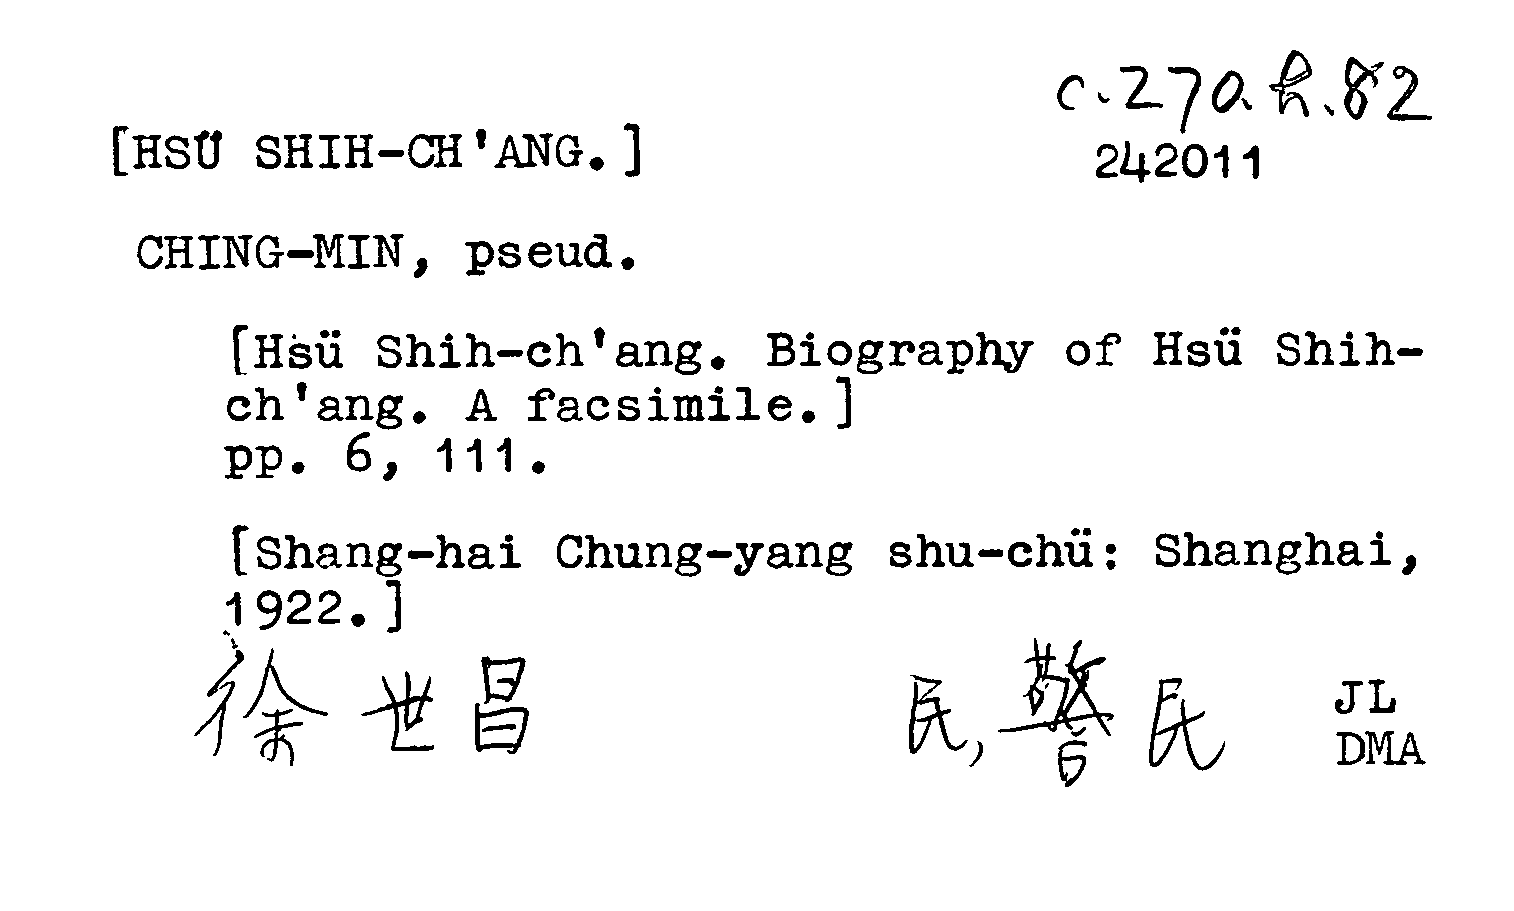 c.270.h.82
[HSÜ SHIH-CH'ANG.]
242011
CHING-MIN, pseud.
[Hsü Shih-ch'ang. Biography of Hsü Shih-
ch'ang. A facsimile.]
pp. 6, 111.
[Shang-hai Chung-yang shu-chü: Shanghai,
1922.]
徐世昌 民, 警民 JL
DMA